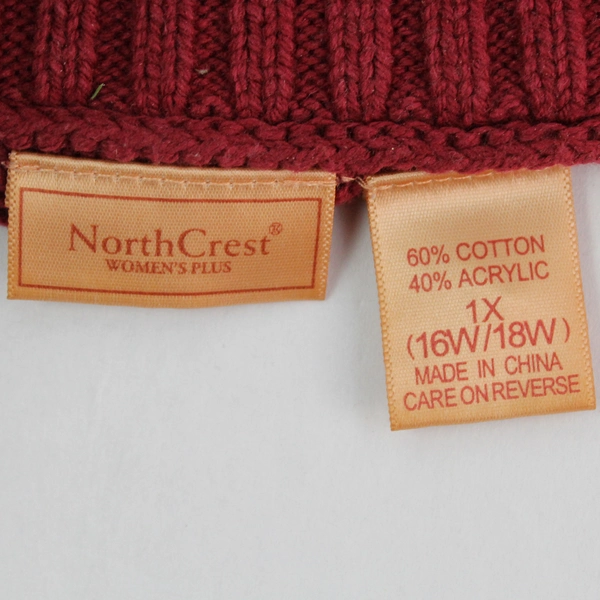 NorthCrest®
WOMEN'S PLUS
60% COTTON
40% ACRYLIC
1X
(16W/18W)
MADE IN CHINA
CARE ON REVERSE